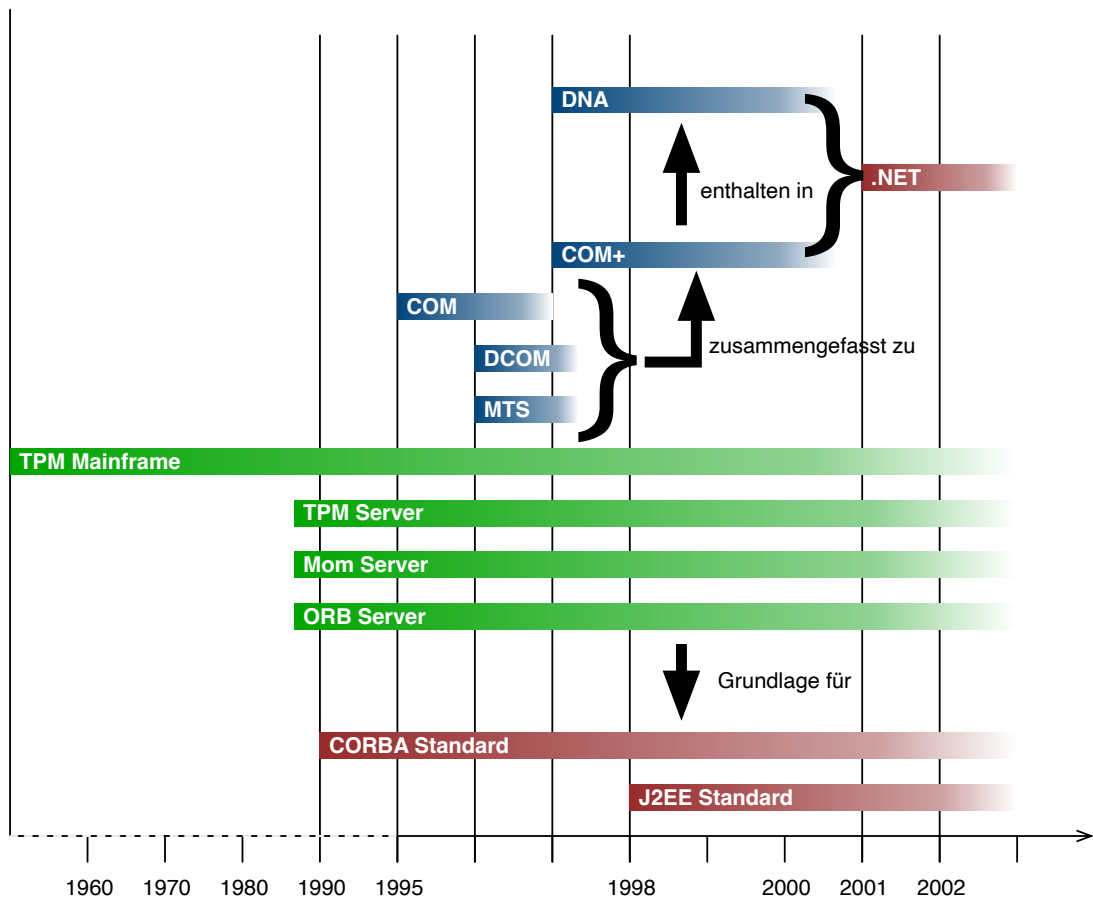 DNA
.NET
enthalten in
COM+
COM
zusammengefasst zu
DCOM
MTS
TPM Mainframe
TPM Server
Mom Server
ORB Server
Grundlage für
CORBA Standard
J2EE Standard
1960 1970 1980 1990 1995 1998 2000 2001 2002